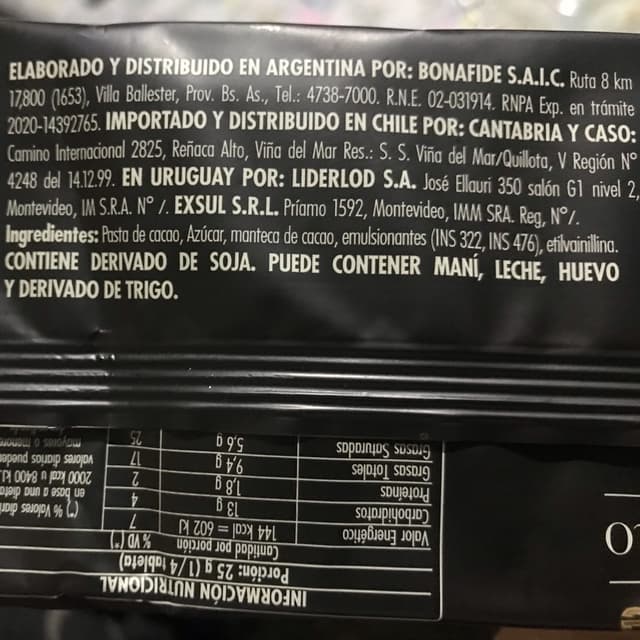 ELABORADO Y DISTRIBUIDO EN ARGENTINA POR: BONAFIDE S.A.I.C. Ruta 8 km
17,800 (1653), Villa Ballester, Prov. Bs. As., Tel.: 4738-7000. R.N.E. 02-031914. RNPA Exp. en trámite
2020-14392765. IMPORTADO Y DISTRIBUIDO EN CHILE POR: CANTABRIA Y CASO:
Camino Internacional 2825, Reñaca Alto, Viña del Mar Res.: S. S. Viña del Mar/Quillota, V Región Nº
4248 del 14.12.99. EN URUGUAY POR: LIDERLOD S.A. José Ellauri 350 salón G1 nivel 2,
Montevideo, IM S.R.A. Nº /. EXSUL S.R.L. Príamo 1592, Montevideo, IMM SRA. Reg, Nº/.
Ingredientes: Pasta de cacao, Azúcar, manteca de cacao, emulsionantes (INS 322, INS 476), etilvainillina.
CONTIENE DERIVADO DE SOJA. PUEDE CONTENER MANÍ, LECHE, HUEVO
Y DERIVADO DE TRIGO.
INFORMACIÓN NUTRICIONAL
Porción: 25 g (1/4 tableta)
Cantidad por porción % VD (*)
Valor Energético 144 kcal = 602 kJ 7
Carbohidratos 13 g 4
Proteínas 1,8 g 2
Grasas Totales 9,4 g 17
Grasas Saturadas 5,6 g 25
(*) % Valores diari
en base a una dieta
2000 kcal u 8400 kJ
valores diarios pueden
mayores o menores
O